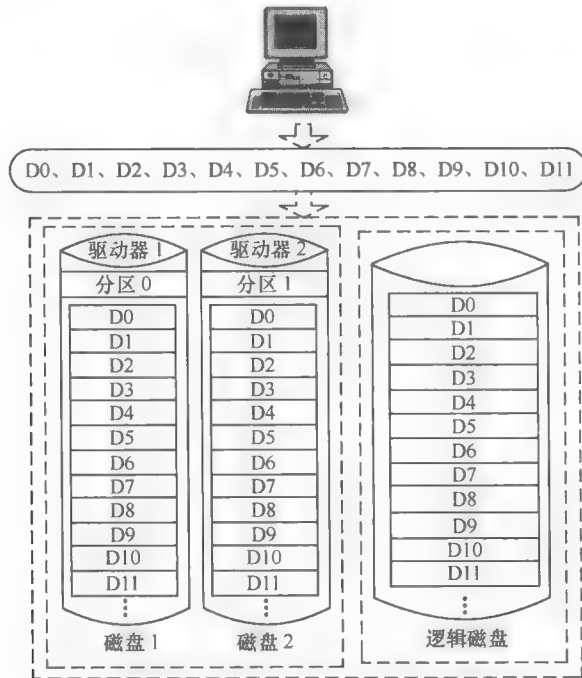 D0、D1、D2、D3、D4、D5、D6、D7、D8、D9、D10、D11
驱动器 1
分区 0
D0
D1
D2
D3
D4
D5
D6
D7
D8
D9
D10
D11
磁盘 1
驱动器 2
分区 1
D0
D1
D2
D3
D4
D5
D6
D7
D8
D9
D10
D11
磁盘 2
D0
D1
D2
D3
D4
D5
D6
D7
D8
D9
D10
D11
逻辑磁盘